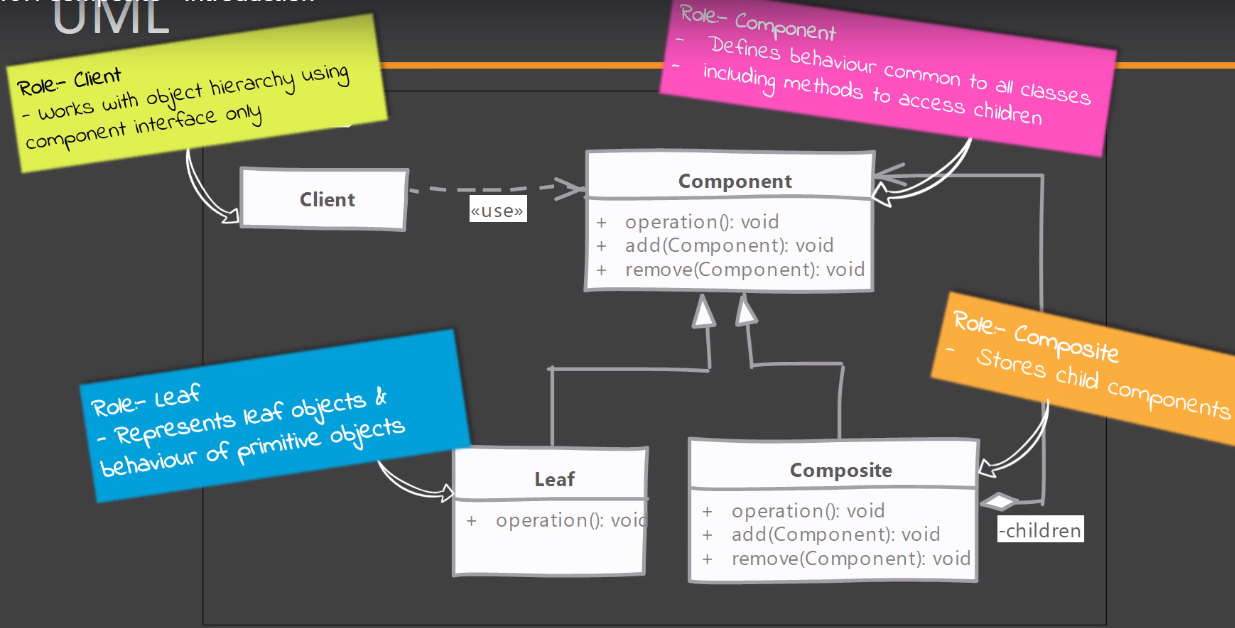 Composite - Introduction
UML
Role:- Client
- works with object hierarchy using
component interface only
Role:- Component
- Defines behaviour common to all classes
- including methods to access children
Client
«use»
Component
+ operation(): void
+ add(Component): void
+ remove(Component): void
Role:- Composite
- Stores child components
Role:- Leaf
- Represents leaf objects &
behaviour of primitive objects
Leaf
+ operation(): void
Composite
+ operation(): void
+ add(Component): void
+ remove(Component): void
-children